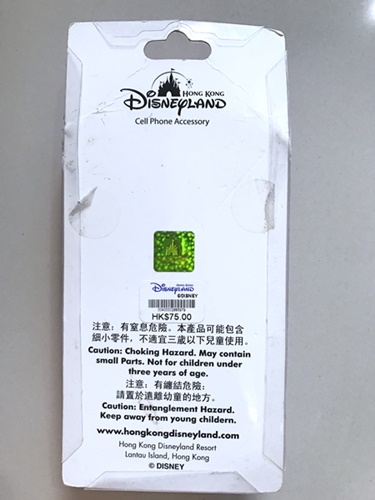 HONG KONG
DISNEYLAND
Cell Phone Accessory
DISNEYLAND
©DISNEY
HK$75.00
注意：有窒息危險。本產品可能包含
細小零件，不適宜三歲以下兒童使用。
Caution: Choking Hazard. May contain
small Parts. Not for children under
three years of age.
注意：有纏結危險：
請置於遠離幼童的地方。
Caution: Entanglement Hazard.
Keep away from young childern.
www.hongkongdisneyland.com
Hong Kong Disneyland Resort
Lantau Island, Hong Kong
© DISNEY